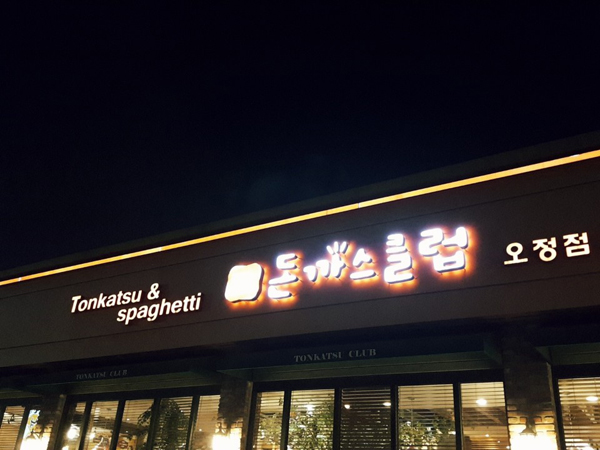 Tonkatsu &
spaghetti
돈까스클럽 오정점
TONKATSU CLUB
TONKATSU CLUB